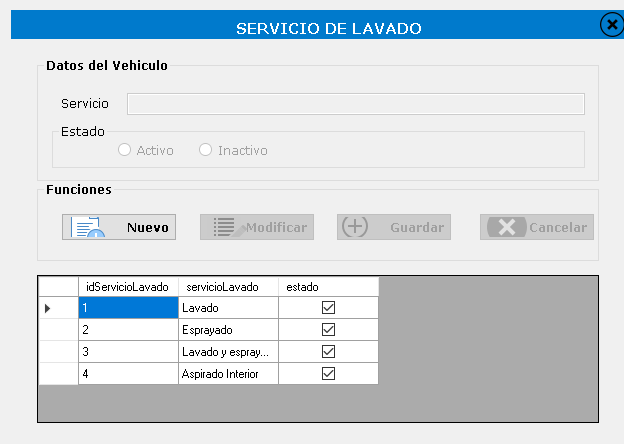 SERVICIO DE LAVADO
Datos del Vehiculo
Servicio
Estado
Activo Inactivo
Funciones
Nuevo Modificar Guardar Cancelar
idServicioLavado servicioLavado estado
1 Lavado
2 Esprayado
3 Lavado y espray...
4 Aspirado Interior